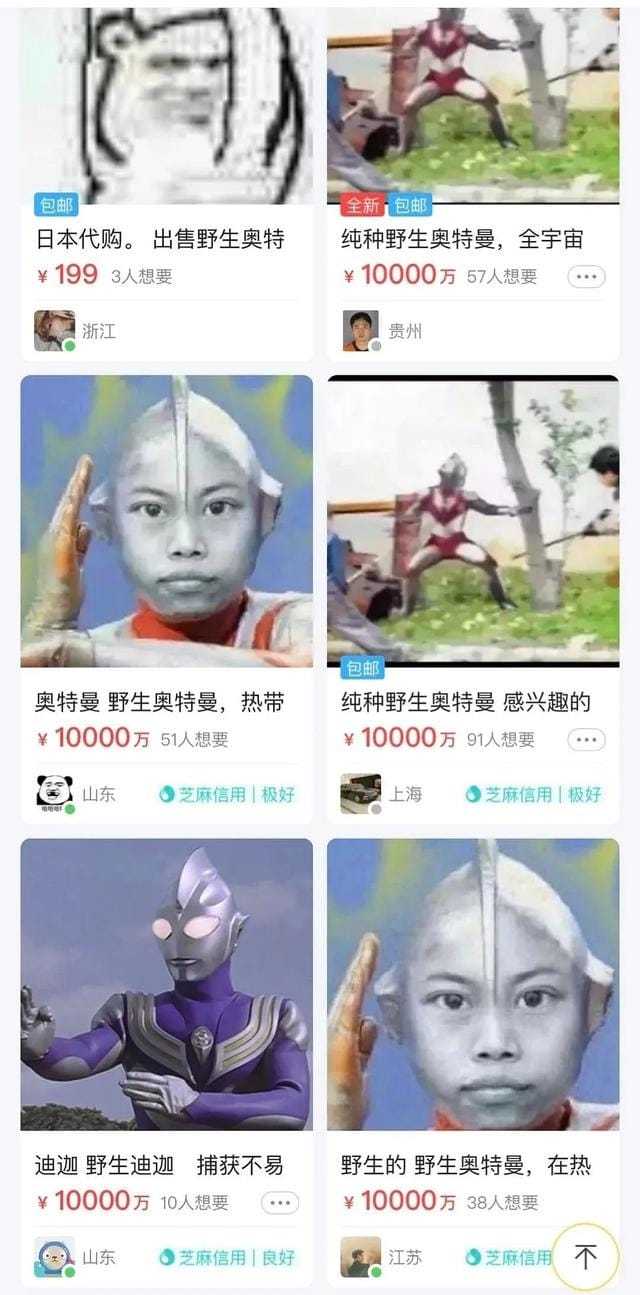 包邮
日本代购。 出售野生奥特
¥ 199 3人想要
浙江
全新 包邮
纯种野生奥特曼，全宇宙
¥ 10000万 57人想要
贵州
奥特曼 野生奥特曼，热带
¥ 10000万 51人想要
山东 芝麻信用 | 极好
包邮
纯种野生奥特曼 感兴趣的
¥ 10000万 91人想要
上海 芝麻信用 | 极好
迪迦 野生迪迦 捕获不易
¥ 10000万 10人想要
山东 芝麻信用 | 良好
野生的 野生奥特曼，在热
¥ 10000万 38人想要
江苏 芝麻信用